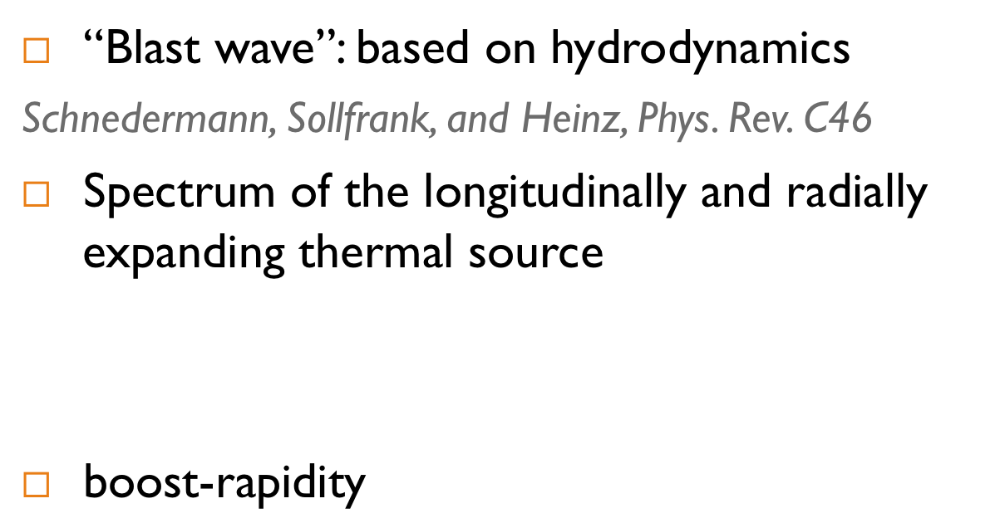 “Blast wave”: based on hydrodynamics
Schnedermann, Sollfrank, and Heinz, Phys. Rev. C46
Spectrum of the longitudinally and radially
expanding thermal source
boost-rapidity